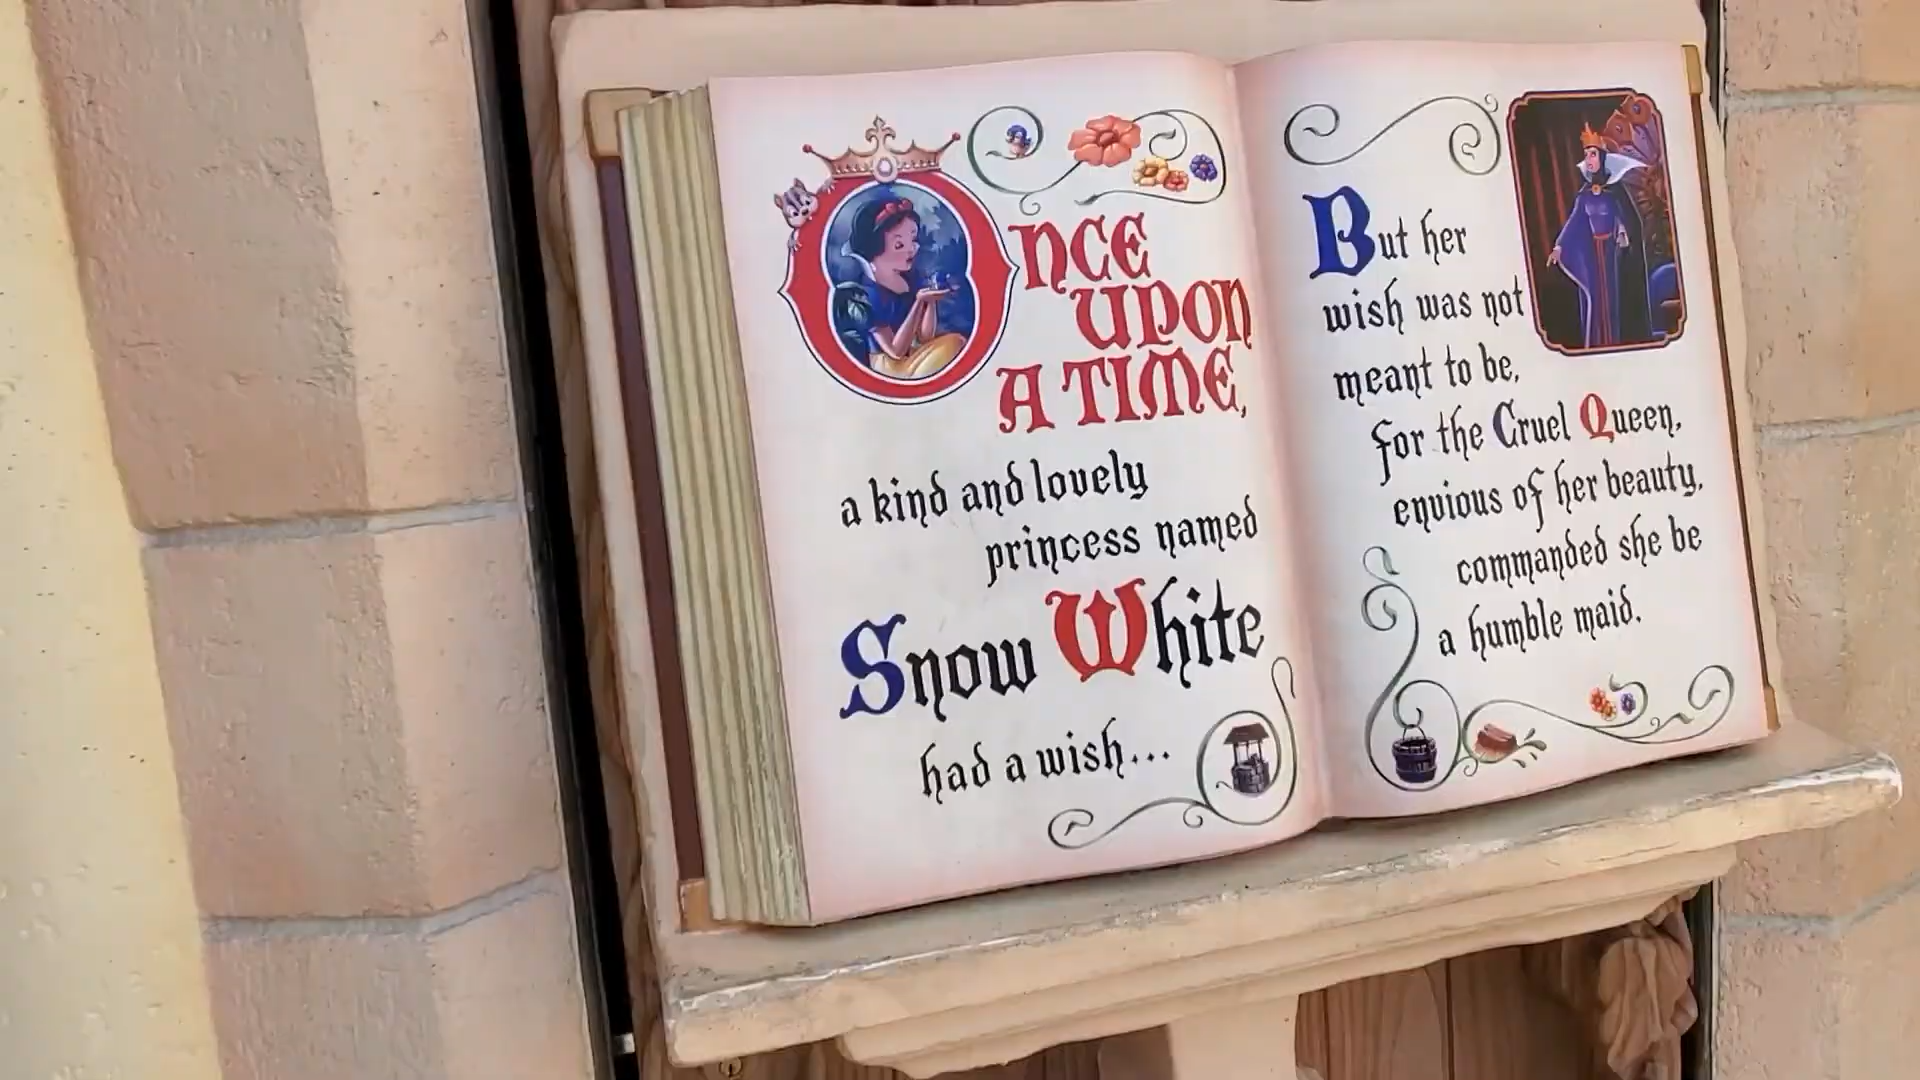 Once
upon
a time,
a kind and lovely
princess named
Snow White
had a wish...
But her
wish was not
meant to be,
for the Cruel Queen,
envious of her beauty,
commanded she be
a humble maid.